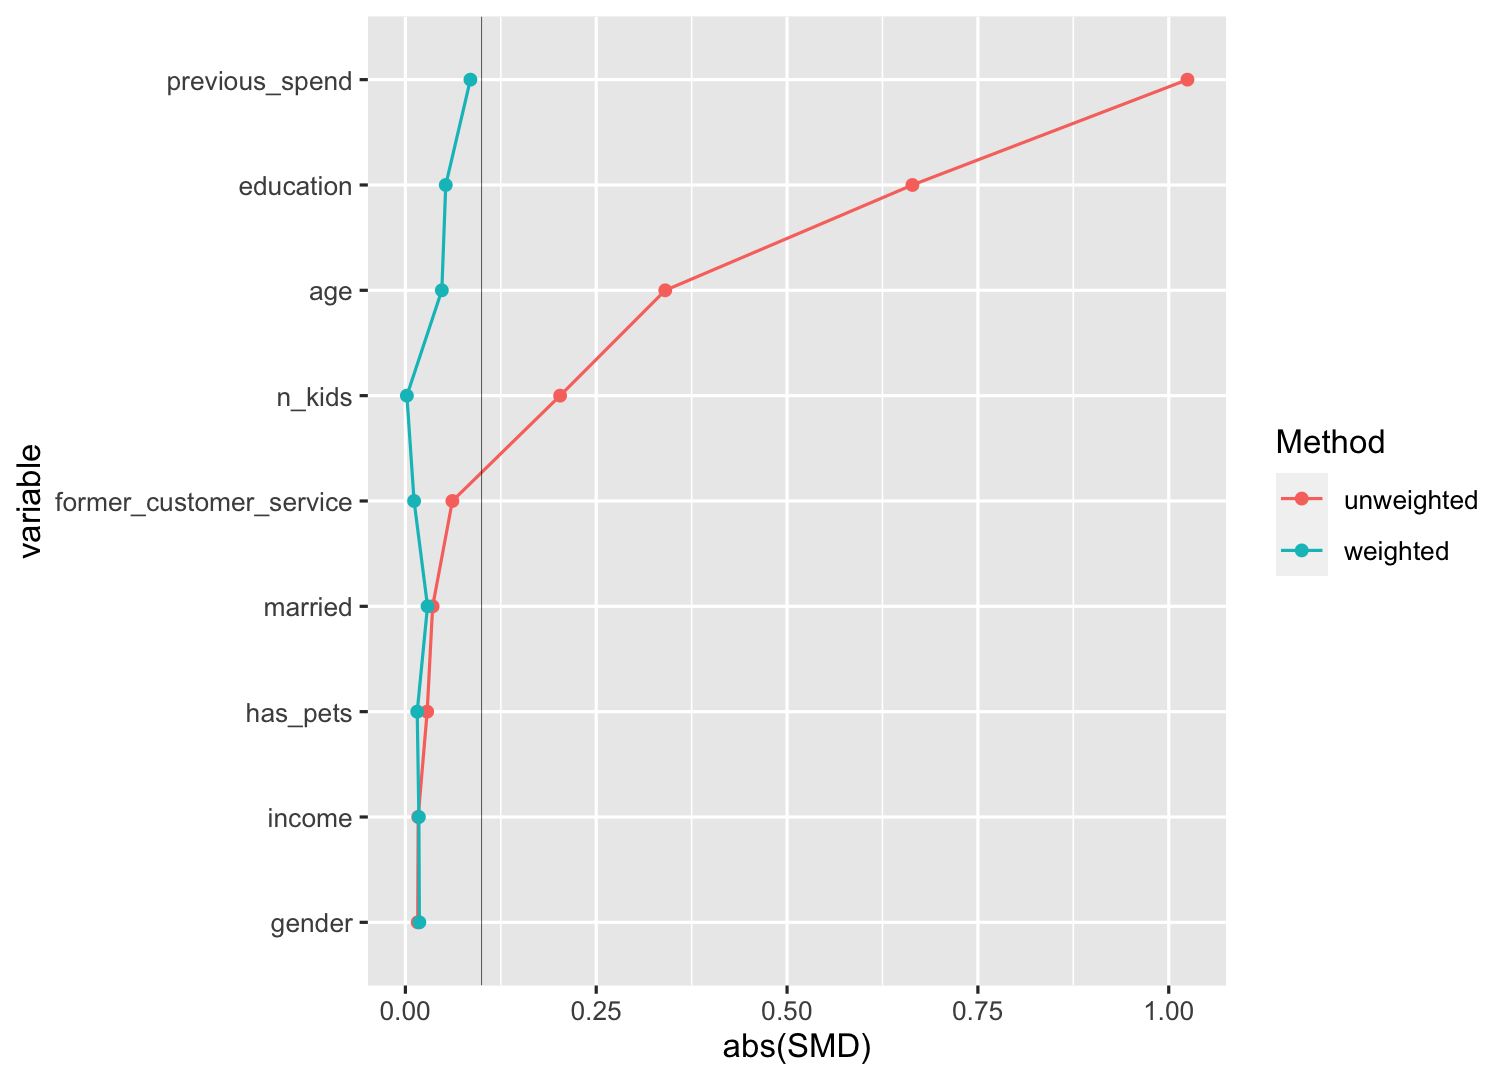 previous_spend
education
age
n_kids
former_customer_service
married
has_pets
income
gender
variable
0.00 0.25 0.50 0.75 1.00
abs(SMD)
Method
unweighted
weighted